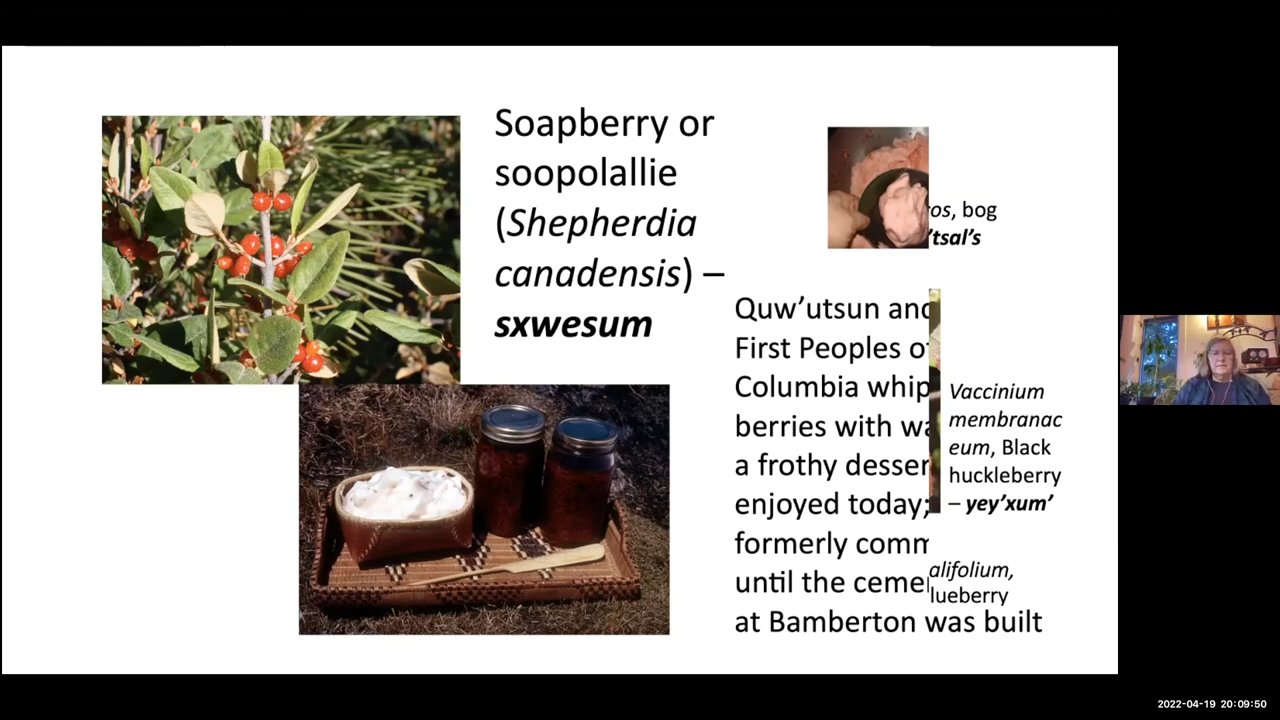 Soapberry or
soopolallie
(Shepherdia
canadensis) –
sxwesum
os, bog
'tsal's
Quw'utsun and
First Peoples of
Columbia whip
berries with wa
a frothy desser
enjoyed today;
formerly comm
until the ceme
at Bamberton was built
Vaccinium
membranac
eum, Black
huckleberry
– yey'xum'
alifolium,
lueberry
2022-04-19 20:09:50